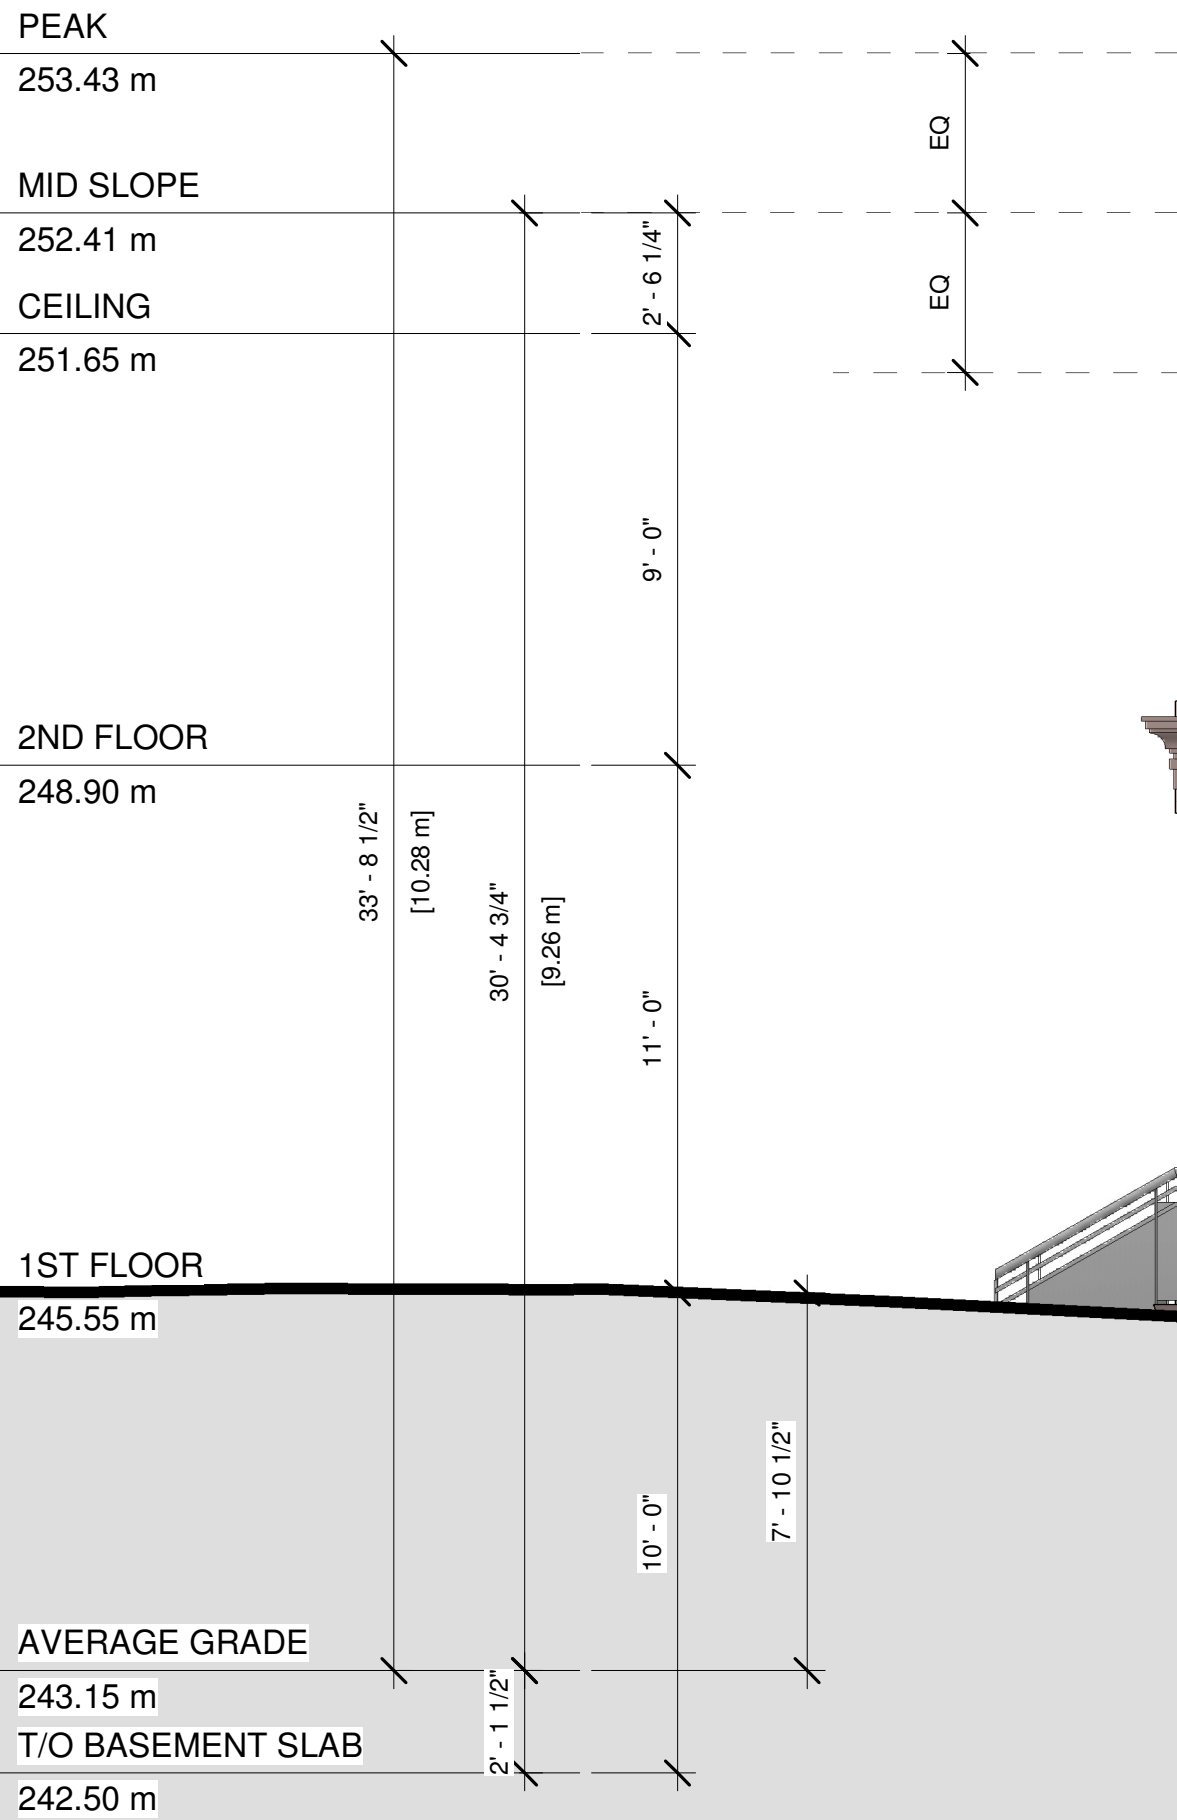 PEAK
253.43 m
EQ
MID SLOPE
252.41 m
2' - 6 1/4"
EQ
CEILING
251.65 m
9' - 0"
2ND FLOOR
248.90 m
33' - 8 1/2"
[10.28 m]
30' - 4 3/4"
[9.26 m]
11' - 0"
1ST FLOOR
245.55 m
10' - 0"
7' - 10 1/2"
AVERAGE GRADE
243.15 m
2' - 1 1/2"
T/O BASEMENT SLAB
242.50 m